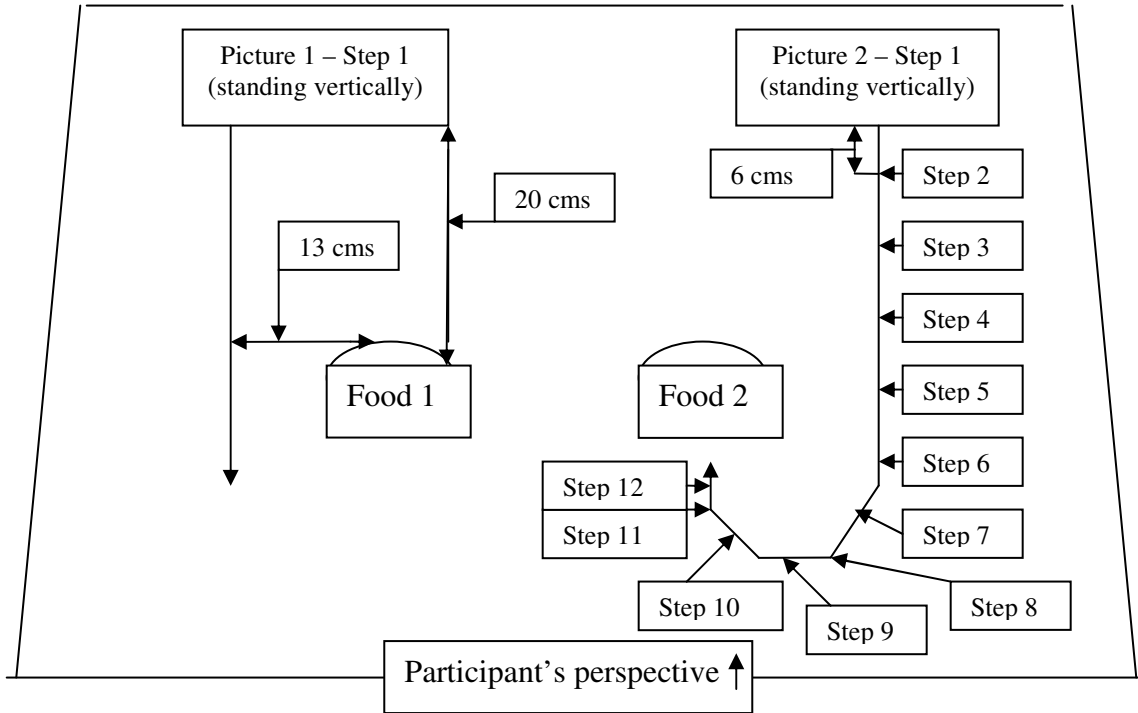 Picture 1 – Step 1
(standing vertically)
Picture 2 – Step 1
(standing vertically)
6 cms
Step 2
20 cms
13 cms
Step 3
Step 4
Food 1
Food 2
Step 5
Step 6
Step 12
Step 11
Step 7
Step 10
Step 9
Step 8
Participant’s perspective